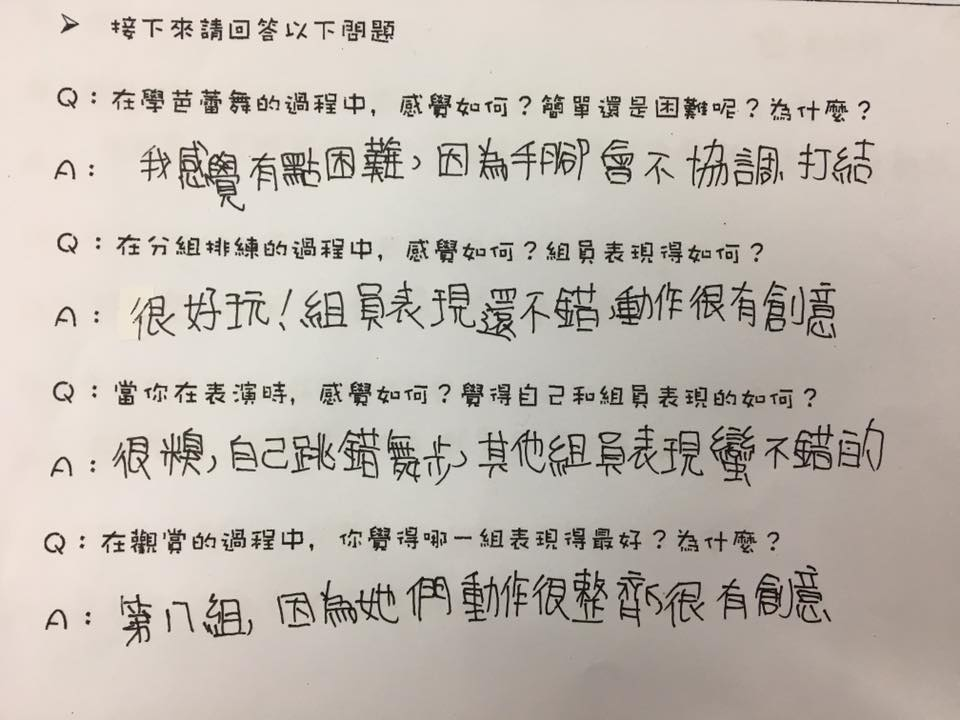 ➤ 接下來請回答以下問題
Q：在學芭蕾舞的過程中，感覺如何？簡單還是困難呢？為什麼？
A： 我感覺有點困難，因為手腳會不協調 打結
Q：在分組排練的過程中，感覺如何？組員表現得如何？
A： 很好玩！組員表現還不錯，動作很有創意
Q：當你在表演時，感覺如何？覺得自己和組員表現的如何？
A：很糗，自己跳錯舞步，其他組員表現蠻不錯的
Q：在觀賞的過程中，你覺得哪一組表現得最好？為什麼？
A： 第八組，因為她們動作很整齊很有創意